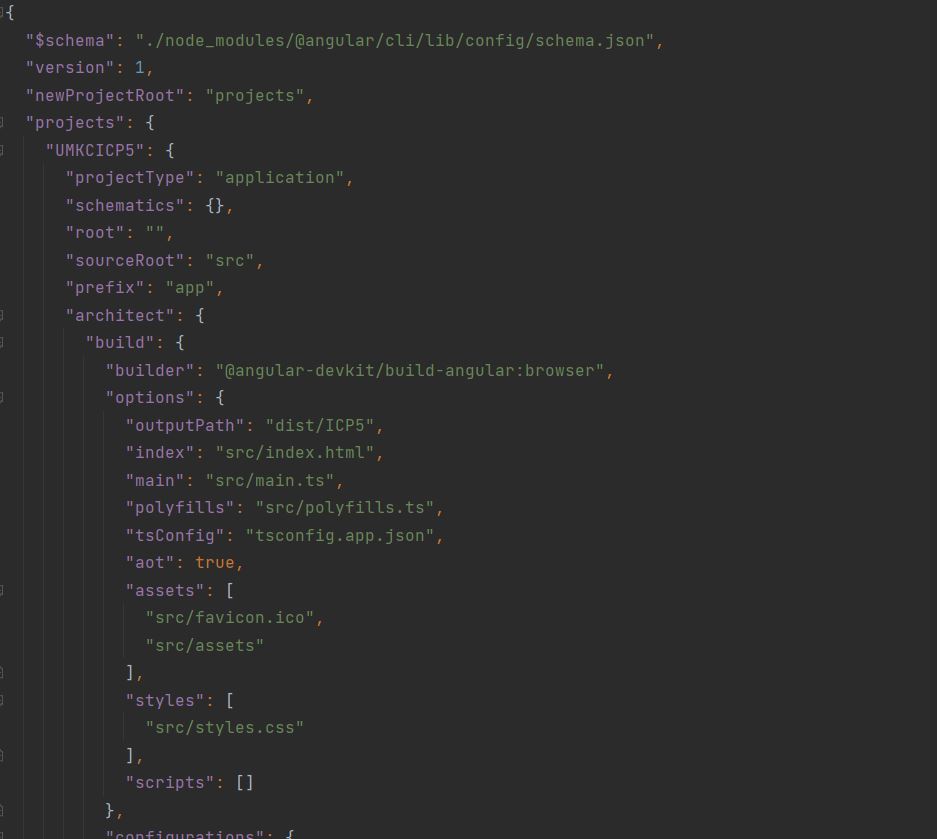 {
  "$schema": "./node_modules/@angular/cli/lib/config/schema.json",
  "version": 1,
  "newProjectRoot": "projects",
  "projects": {
    "UMKCICP5": {
      "projectType": "application",
      "schematics": {},
      "root": "",
      "sourceRoot": "src",
      "prefix": "app",
      "architect": {
        "build": {
          "builder": "@angular-devkit/build-angular:browser",
          "options": {
            "outputPath": "dist/ICP5",
            "index": "src/index.html",
            "main": "src/main.ts",
            "polyfills": "src/polyfills.ts",
            "tsConfig": "tsconfig.app.json",
            "aot": true,
            "assets": [
              "src/favicon.ico",
              "src/assets"
            ],
            "styles": [
              "src/styles.css"
            ],
            "scripts": []
          },
          "configurations": {